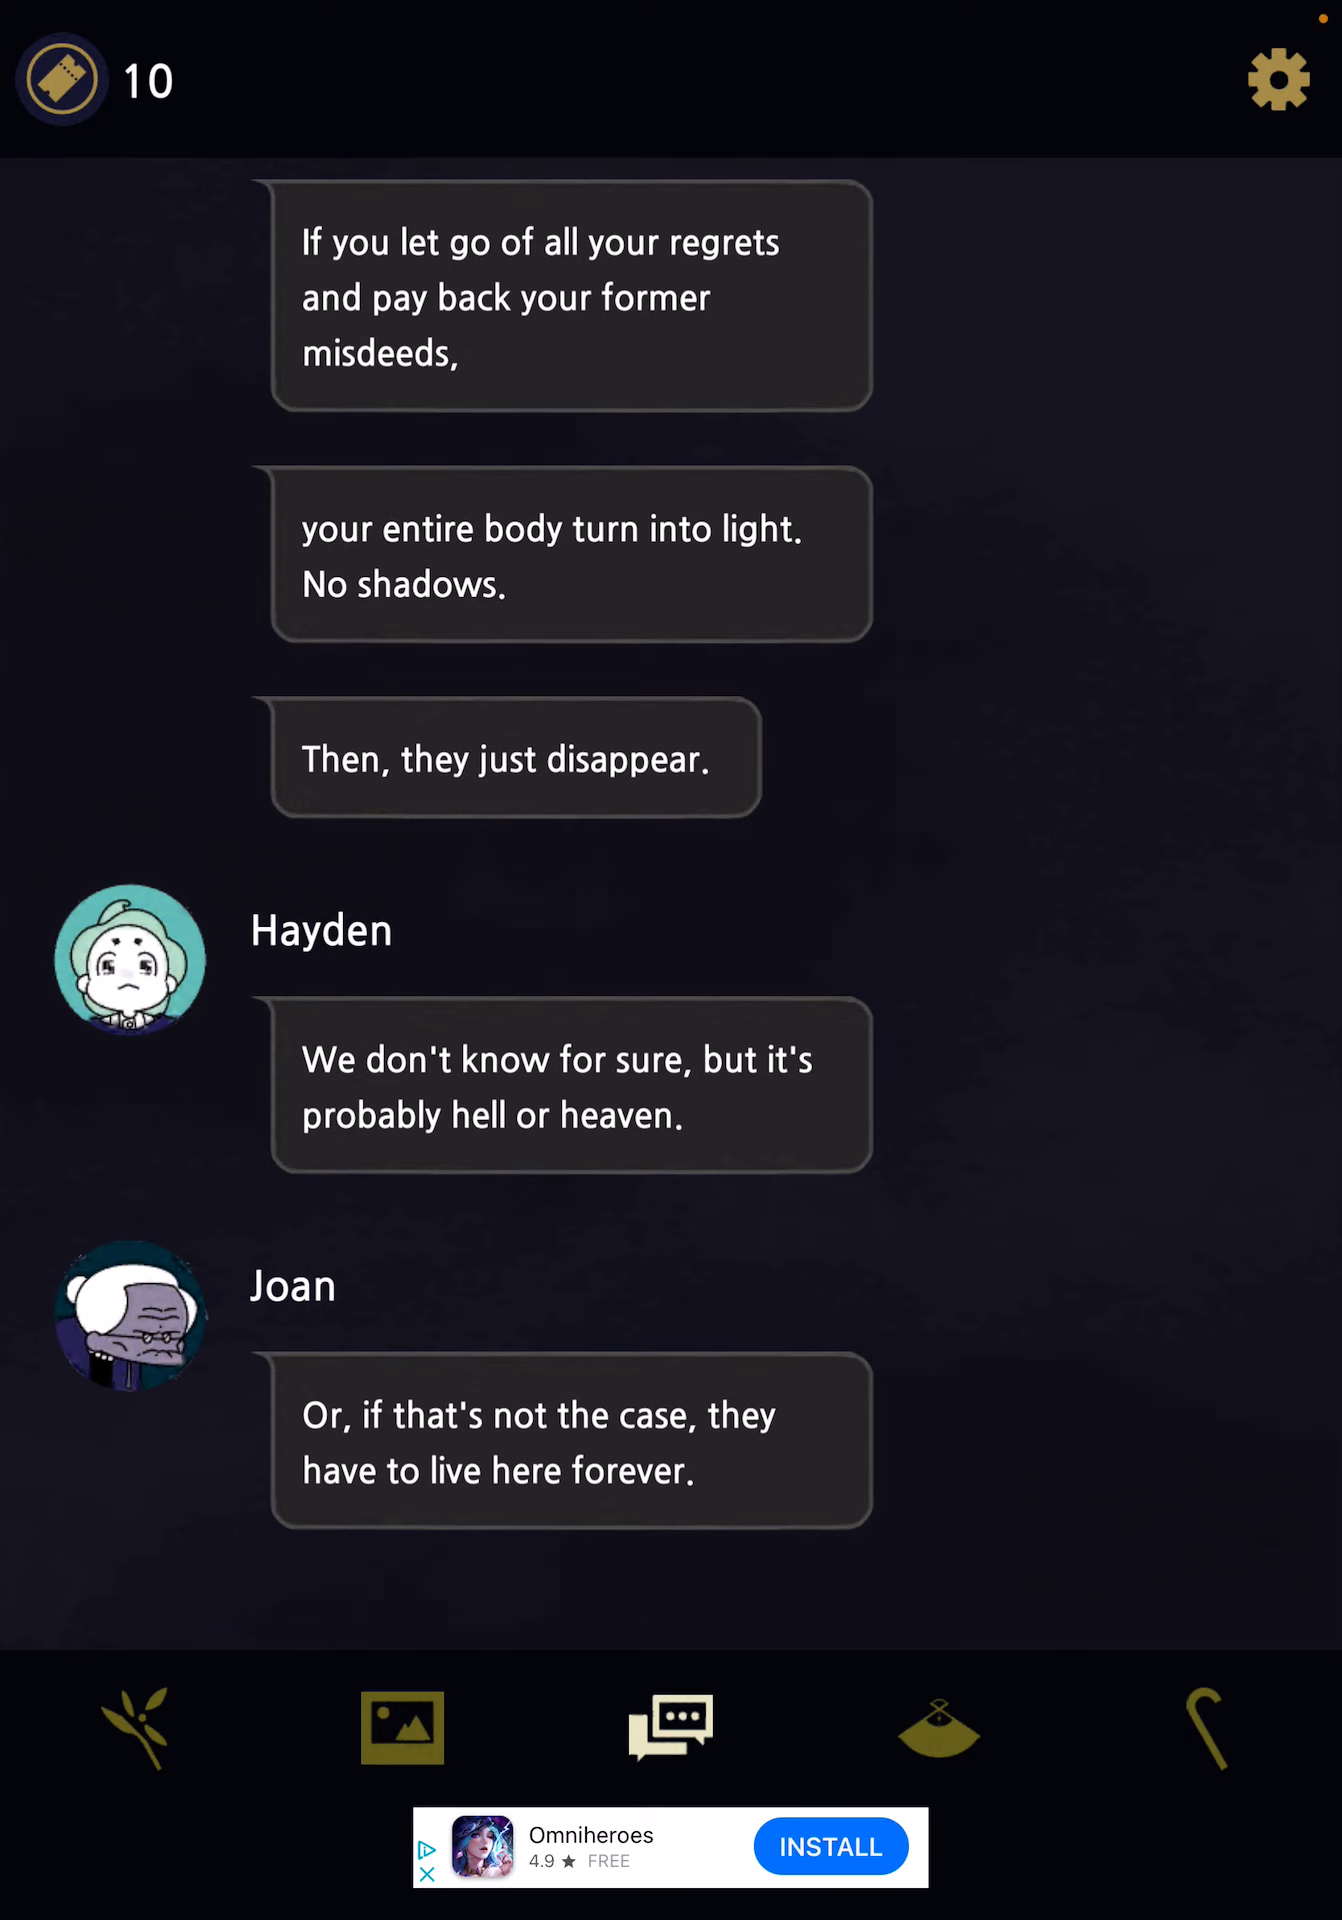 10
If you let go of all your regrets
and pay back your former
misdeeds,
your entire body turn into light.
No shadows.
Then, they just disappear.
Hayden
We don't know for sure, but it's
probably hell or heaven.
Joan
Or, if that's not the case, they
have to live here forever.
Omniheroes
4.9 ★ FREE
INSTALL